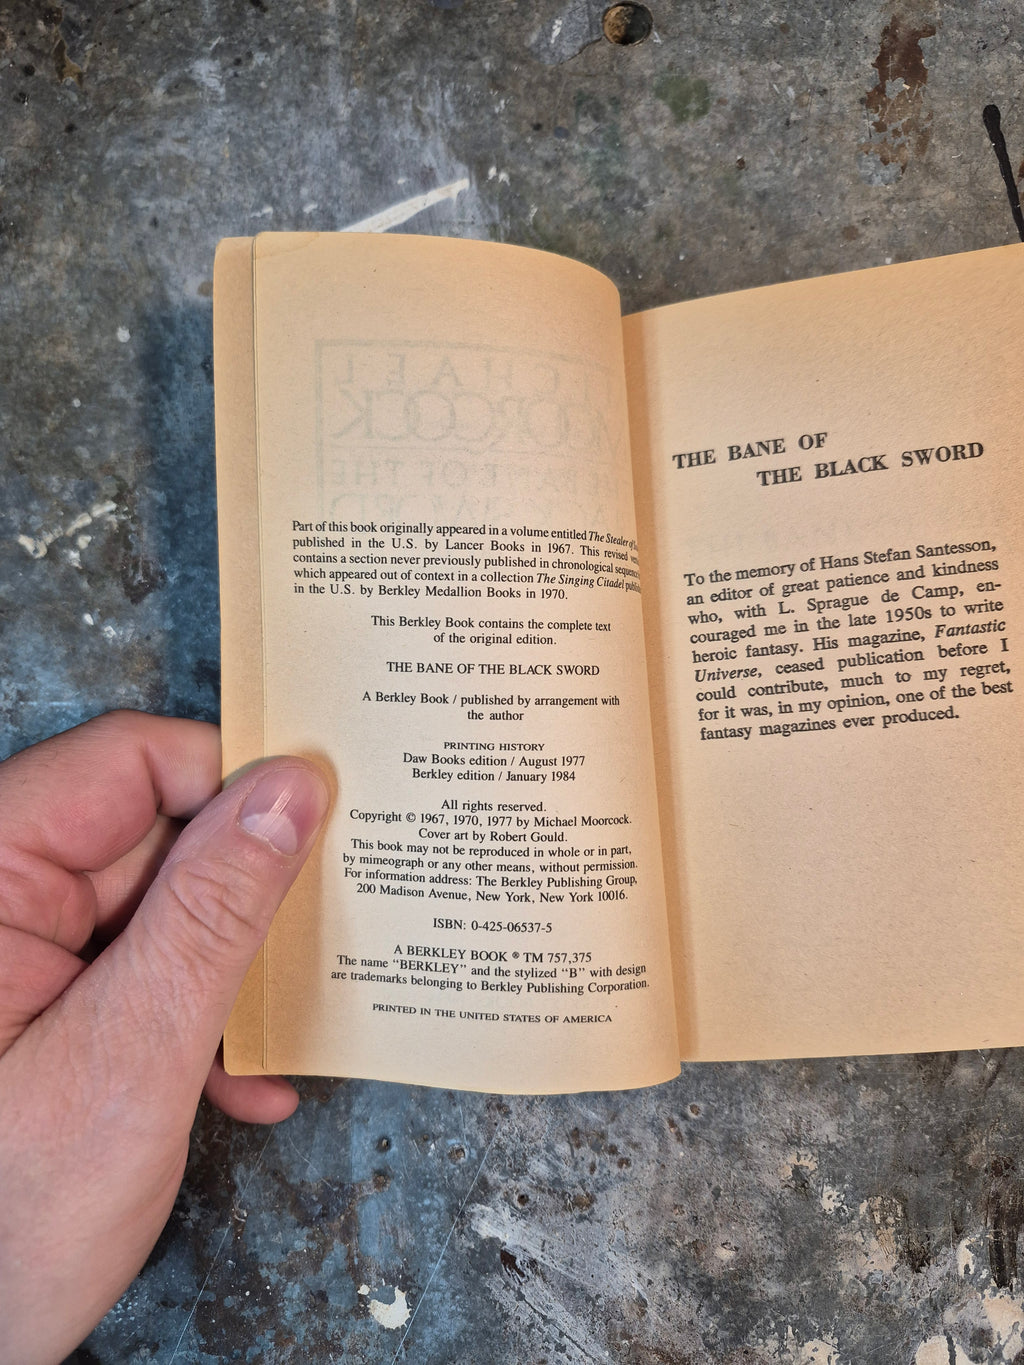 Part of this book originally appeared in a volume entitled The Stealer of
published in the U.S. by Lancer Books in 1967. This revised
contains a section never previously published in chronological
which appeared out of context in a collection The Singing Citadel
in the U.S. by Berkley Medallion Books in 1970.
This Berkley Book contains the complete text
of the original edition.
THE BANE OF THE BLACK SWORD
A Berkley Book / published by arrangement with
the author
PRINTING HISTORY
Daw Books edition / August 1977
Berkley edition / January 1984
All rights reserved.
Copyright © 1967, 1970, 1977 by Michael Moorcock.
Cover art by Robert Gould.
This book may not be reproduced in whole or in part,
by mimeograph or any other means, without permission.
For information address: The Berkley Publishing Group,
200 Madison Avenue, New York, New York 10016.
ISBN: 0-425-06537-5
A BERKLEY BOOK ® TM 757,375
The name “BERKLEY” and the stylized “B” with design
are trademarks belonging to Berkley Publishing Corporation.
PRINTED IN THE UNITED STATES OF AMERICA
THE BANE OF
THE BLACK SWORD
To the memory of Hans Stefan Santesson,
an editor of great patience and kindness
who, with L. Sprague de Camp, en-
couraged me in the late 1950s to write
heroic fantasy. His magazine, Fantastic
Universe, ceased publication before I
could contribute, much to my regret,
for it was, in my opinion, one of the best
fantasy magazines ever produced.